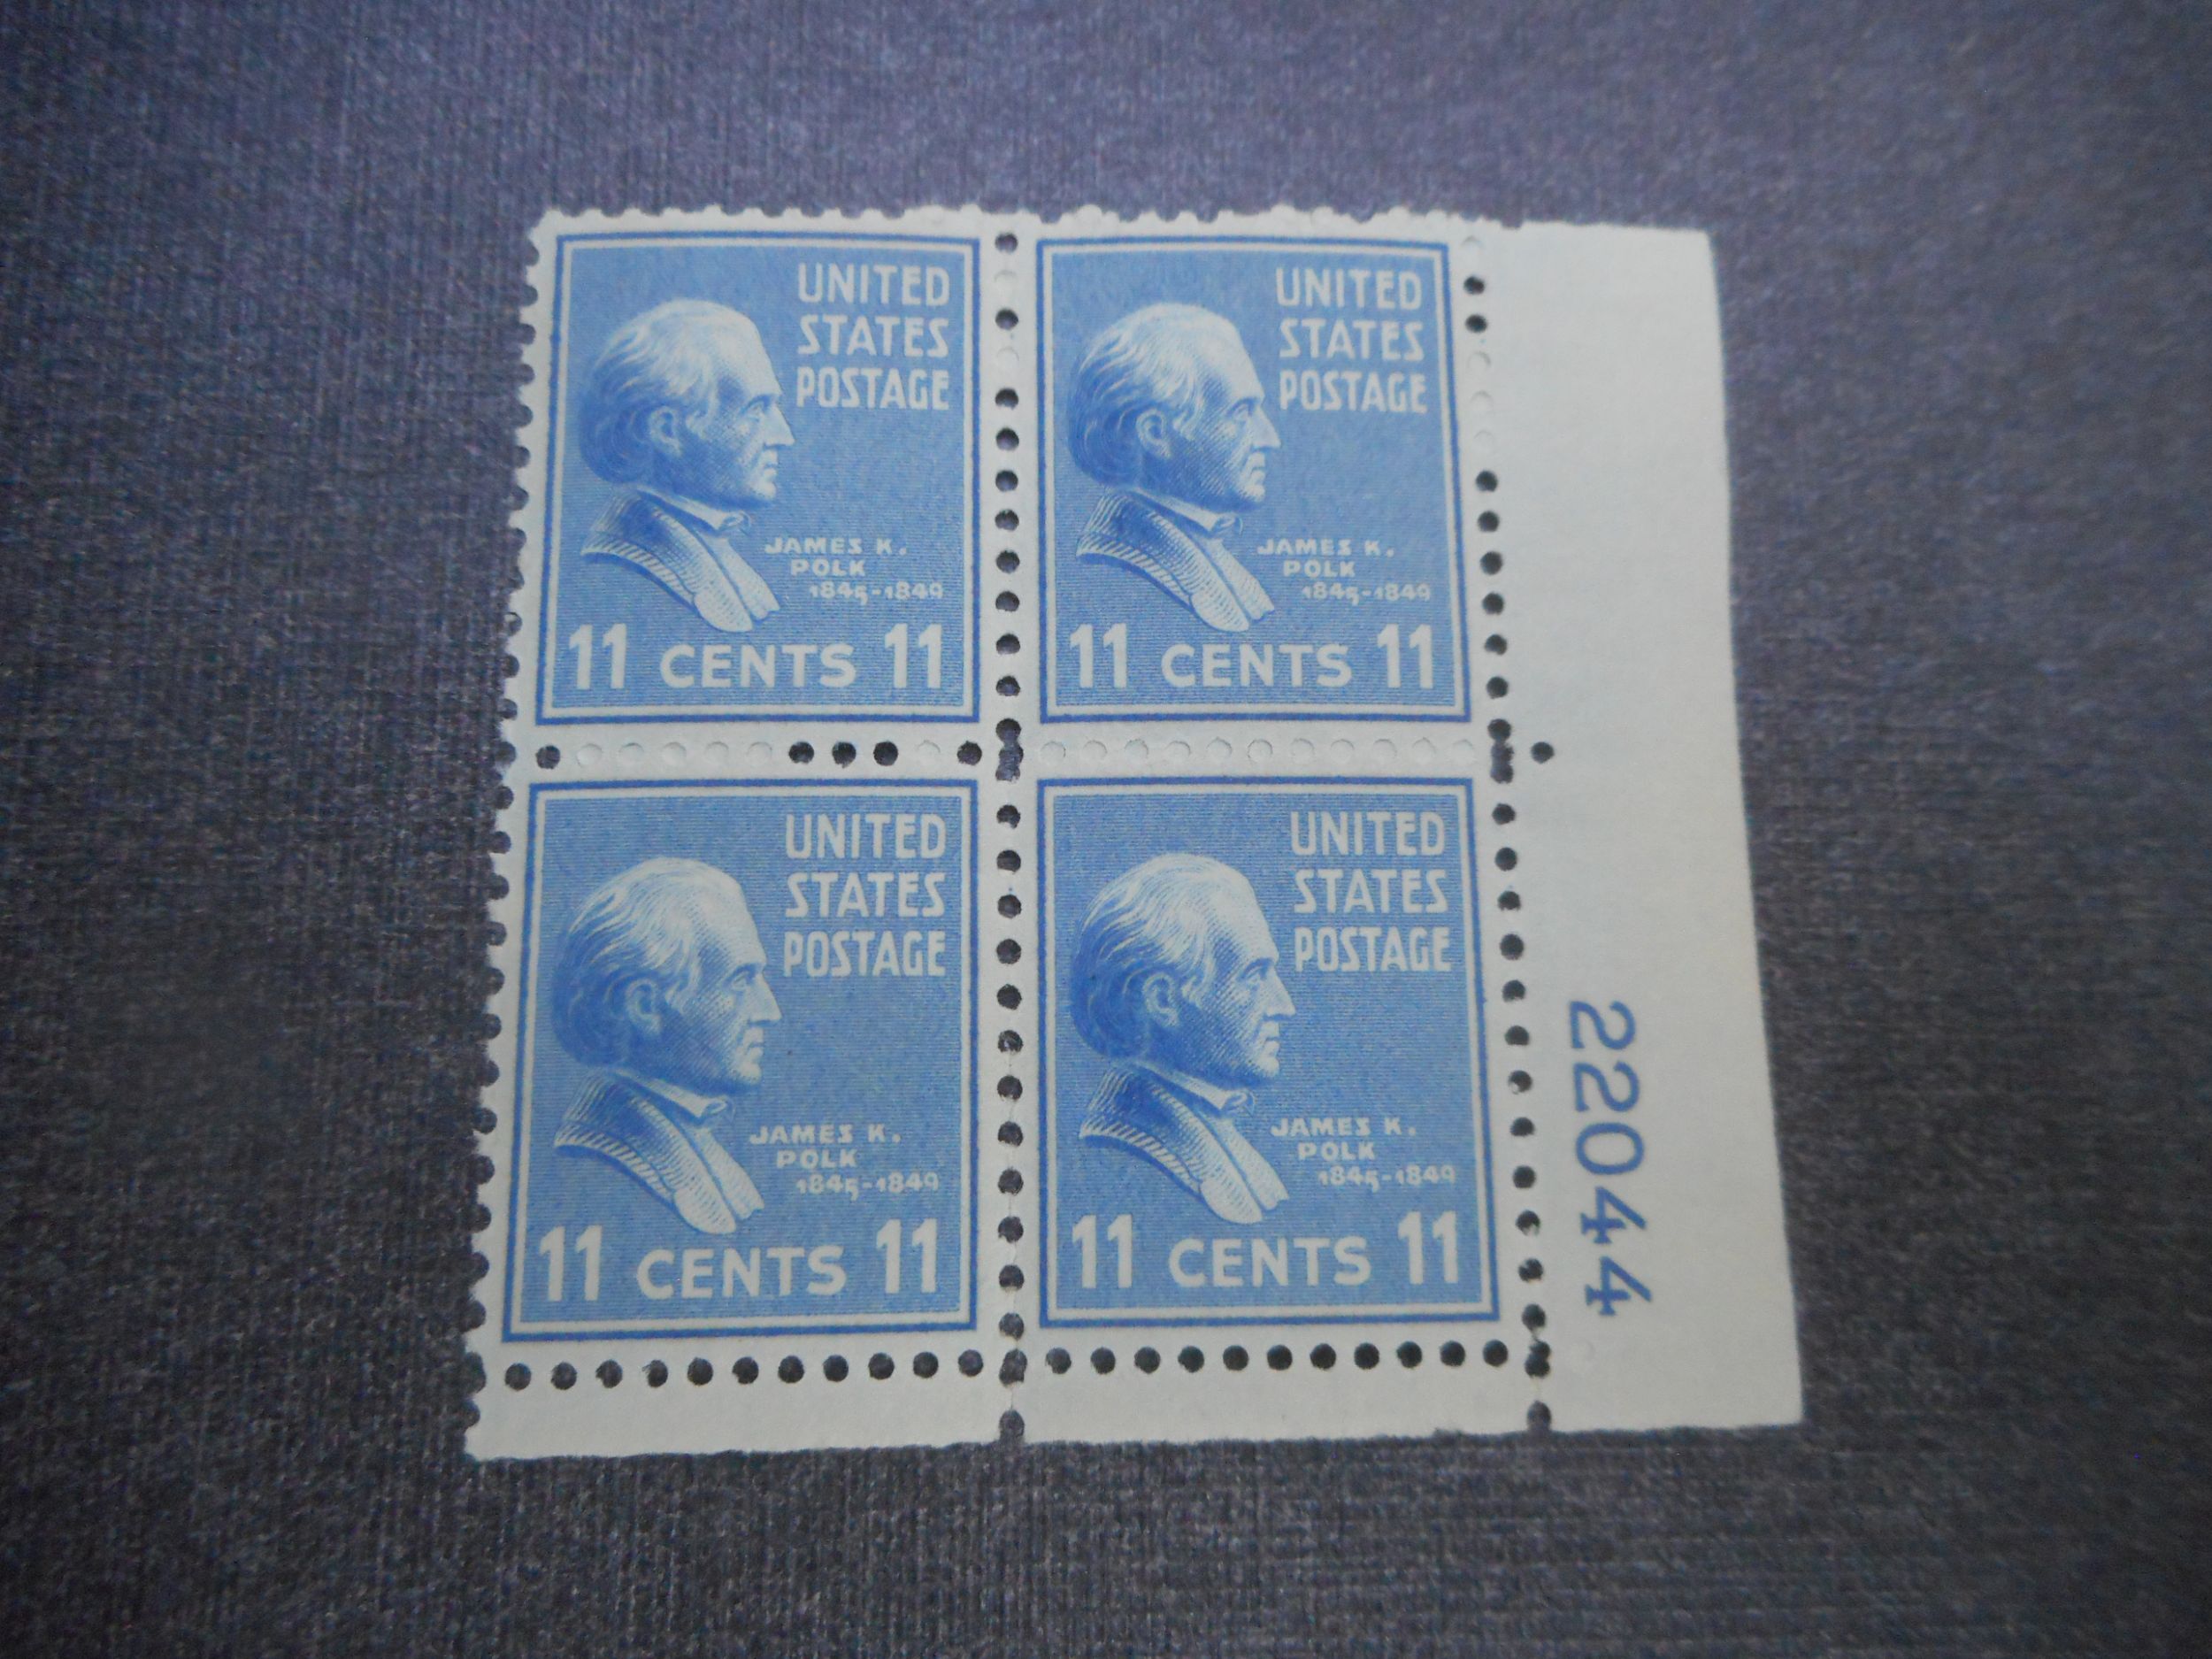 UNITED
STATES
POSTAGE
JAMES K.
POLK
1845-1849
11 CENTS 11
UNITED
STATES
POSTAGE
JAMES K.
POLK
1845-1849
11 CENTS 11
UNITED
STATES
POSTAGE
JAMES K.
POLK
1845-1849
11 CENTS 11
UNITED
STATES
POSTAGE
JAMES K.
POLK
1845-1849
11 CENTS 11
22044